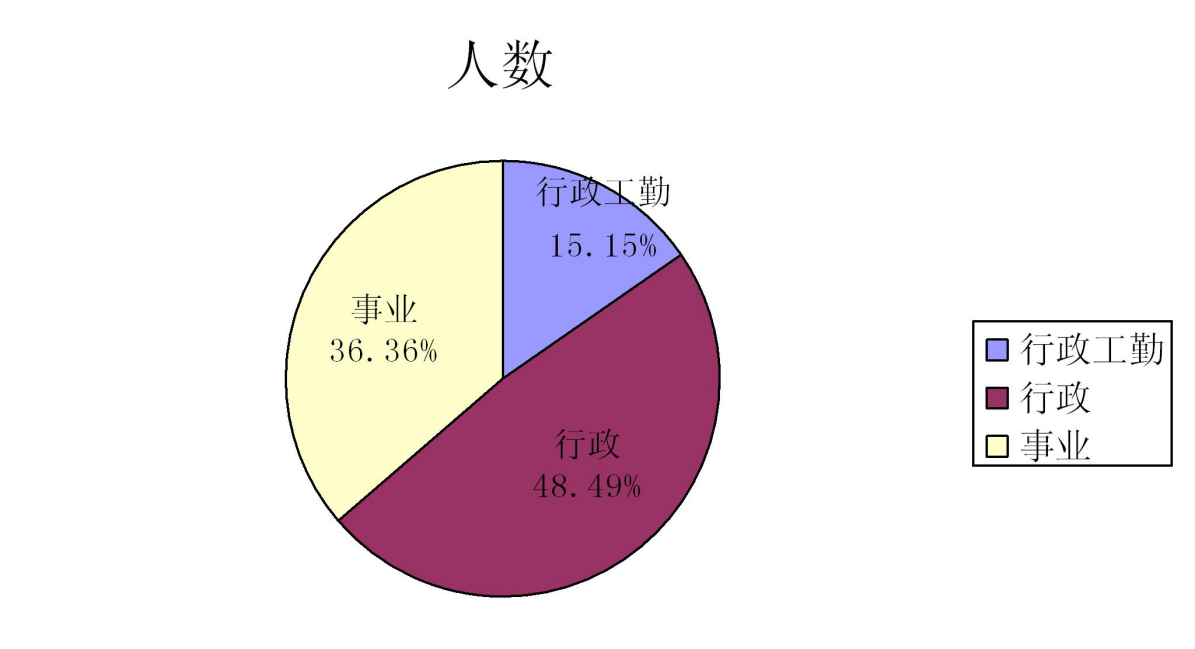 人数
行政工勤
15.15%
事业
36.36%
行政
48.49%
行政工勤
行政
事业